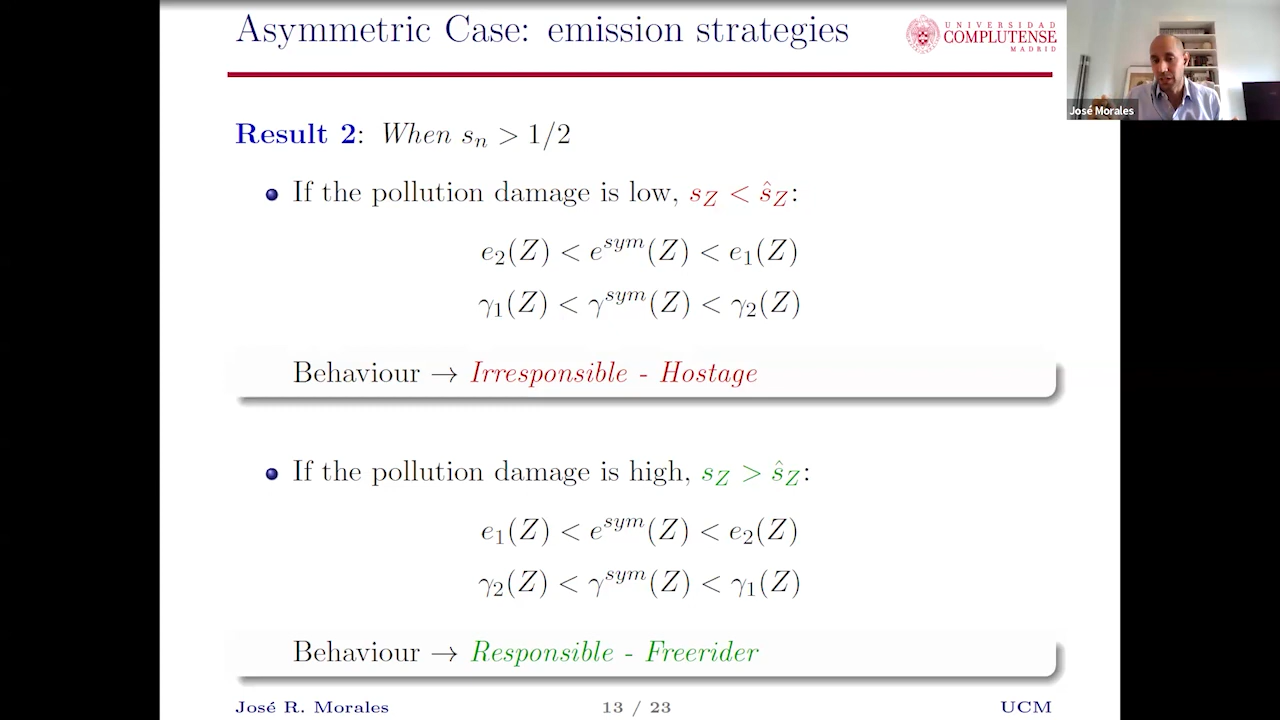 Asymmetric Case: emission strategies
UNIVERSIDAD
COMPLUTENSE
MADRID
José Morales
Result 2: When sₙ > 1/2
If the pollution damage is low, s_Z < ŝ_Z:
e₂(Z) < e^{sym}(Z) < e₁(Z)
γ₁(Z) < γ^{sym}(Z) < γ₂(Z)
Behaviour → Irresponsible - Hostage
If the pollution damage is high, s_Z > ŝ_Z:
e₁(Z) < e^{sym}(Z) < e₂(Z)
γ₂(Z) < γ^{sym}(Z) < γ₁(Z)
Behaviour → Responsible - Freerider
José R. Morales
13 / 23
UCM